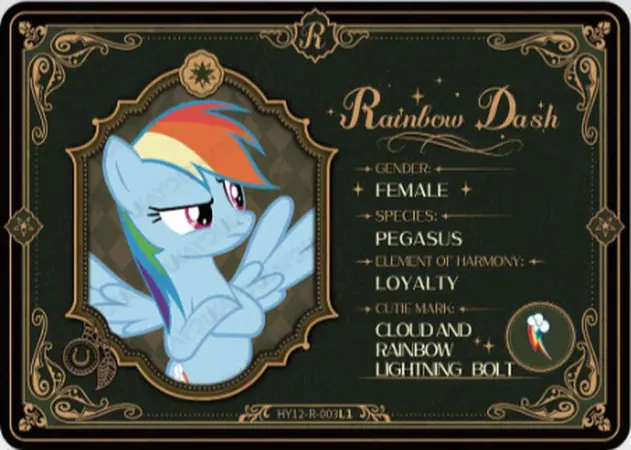 R
Rainbow Dash
GENDER:
FEMALE
SPECIES:
PEGASUS
ELEMENT OF HARMONY:
LOYALTY
CUTIE MARK:
CLOUD AND
RAINBOW
LIGHTNING BOLT
HY12-R-003L1